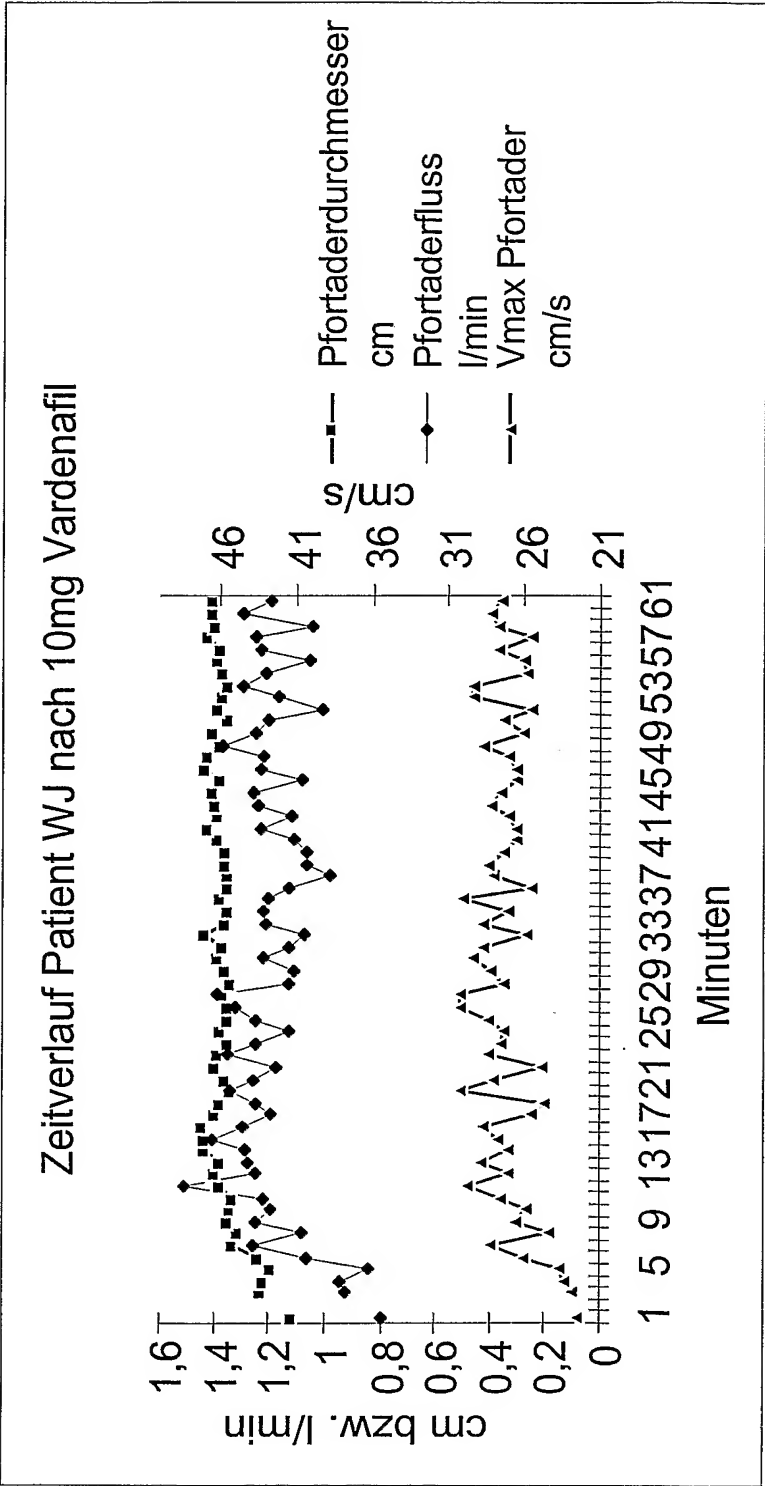 Zeitverlauf Patient WJ nach 10mg Vardenafil
cm bzw. l/min
1,6
1,4
1,2
1
0,8
0,6
0,4
0,2
0
cm/s
46
41
36
31
26
21
1 5 9 13 17 21 25 29 33 37 41 45 49 53 57 61
Minuten
Pfortaderdurchmesser
cm
Pfortaderfluss
l/min
Vmax Pfortader
cm/s